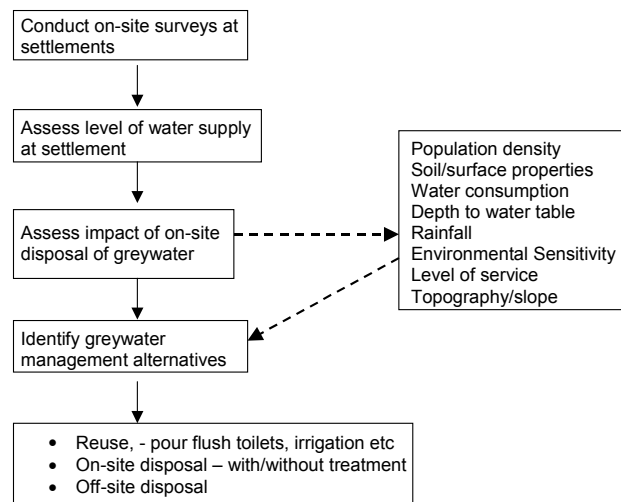 Conduct on-site surveys at
settlements
Assess level of water supply
at settlement
Assess impact of on-site
disposal of greywater
Population density
Soil/surface properties
Water consumption
Depth to water table
Rainfall
Environmental Sensitivity
Level of service
Topography/slope
Identify greywater
management alternatives
• Reuse, - pour flush toilets, irrigation etc
• On-site disposal – with/without treatment
• Off-site disposal